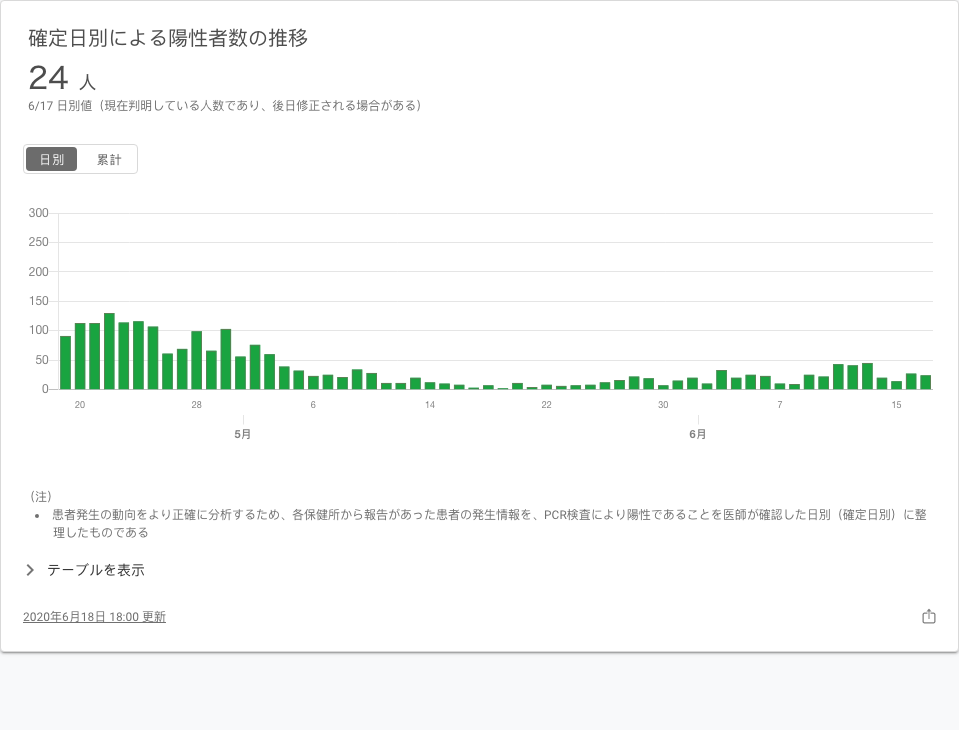 確定日別による陽性者数の推移
24 人
6/17 日別値（現在判明している人数であり、後日修正される場合がある）
日別 累計
300
250
200
150
100
50
0
20 28 6 14 22 30 7 15
5月 6月
（注）
• 患者発生の動向をより正確に分析するため、各保健所から報告があった患者の発生情報を、PCR検査により陽性であることを医師が確認した日別（確定日別）に整
理したものである
テーブルを表示
2020年6月18日 18:00 更新